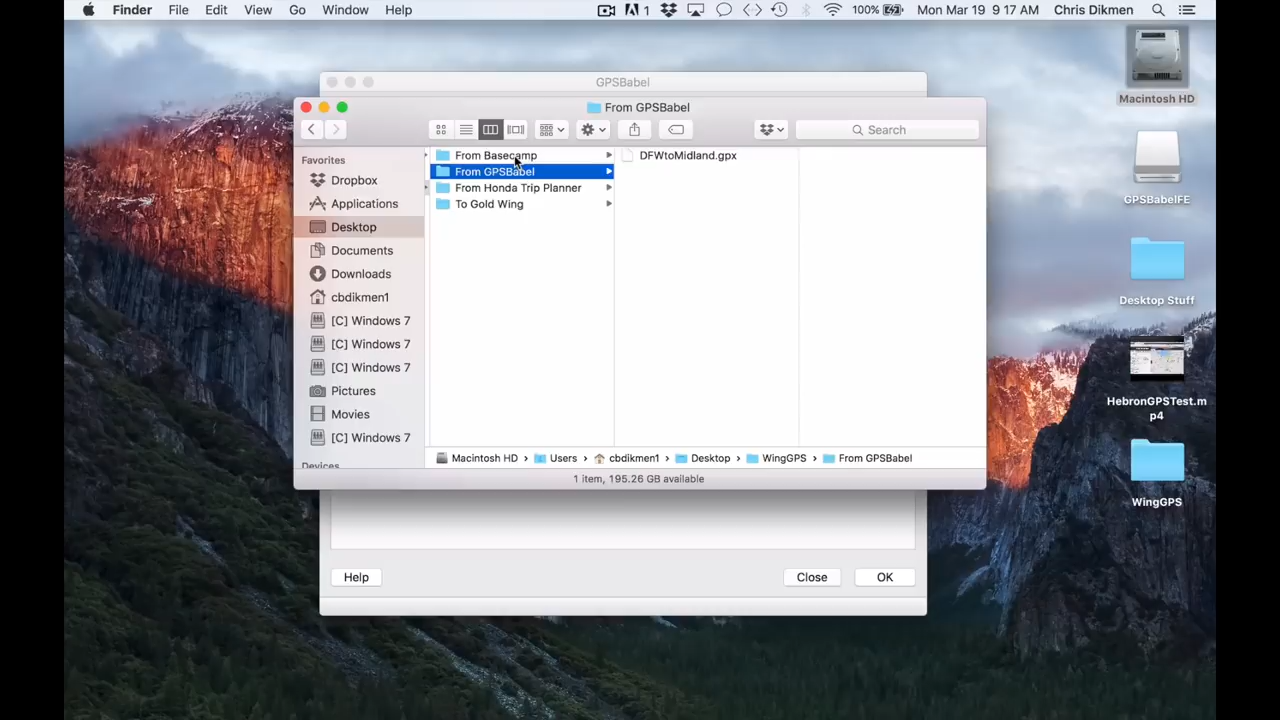 Finder File Edit View Go Window Help 1 100% Mon Mar 19 9:17 AM Chris Dikmen
Macintosh HD
GPSBabelFE
Desktop Stuff
HebronGPSTest.m
p4
WingGPS
GPSBabel
From GPSBabel
Search
Favorites
Dropbox
Applications
Desktop
Documents
Downloads
cbdikmen1
[C] Windows 7
[C] Windows 7
[C] Windows 7
Pictures
Movies
[C] Windows 7
Devices
From Basecamp
From GPSBabel
From Honda Trip Planner
To Gold Wing
DFWtoMidland.gpx
Macintosh HD › Users › cbdikmen1 › Desktop › WingGPS › From GPSBabel
1 item, 195.26 GB available
Help Close OK